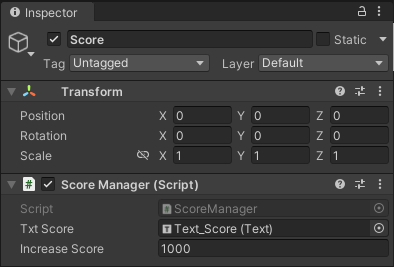 Inspector
Score
Static
Tag Untagged Layer Default
Transform
Position X 0 Y 0 Z 0
Rotation X 0 Y 0 Z 0
Scale X 1 Y 1 Z 1
# Score Manager (Script)
Script # ScoreManager
Txt Score T Text_Score (Text)
Increase Score 1000